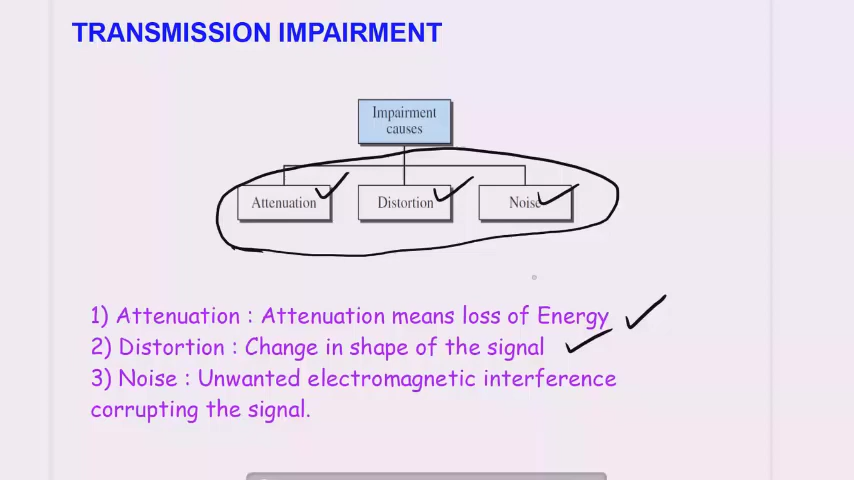 TRANSMISSION IMPAIRMENT
Impairment
causes
Attenuation
Distortion
Noise
1) Attenuation : Attenuation means loss of Energy
2) Distortion : Change in shape of the signal
3) Noise : Unwanted electromagnetic interference
corrupting the signal.